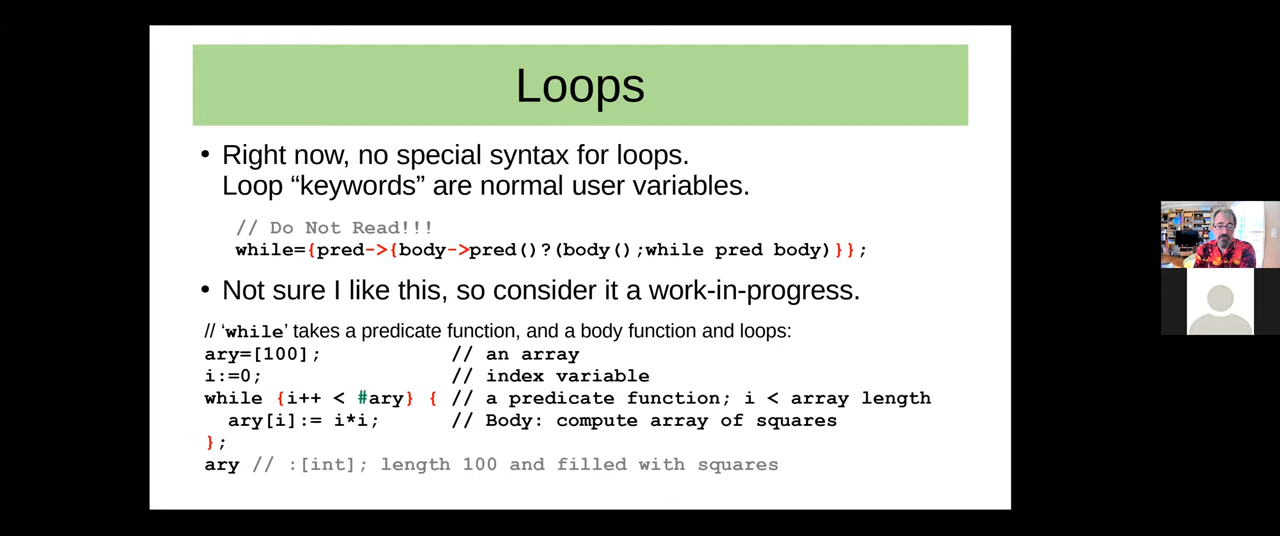 Loops
• Right now, no special syntax for loops.
Loop “keywords” are normal user variables.
// Do Not Read!!!
while={pred->{body->pred()?(body();while pred body)}};
• Not sure I like this, so consider it a work-in-progress.
// ‘while’ takes a predicate function, and a body function and loops:
ary=[100]; // an array
i:=0; // index variable
while {i++ < #ary} { // a predicate function; i < array length
ary[i]:= i*i; // Body: compute array of squares
};
ary // :[int]; length 100 and filled with squares